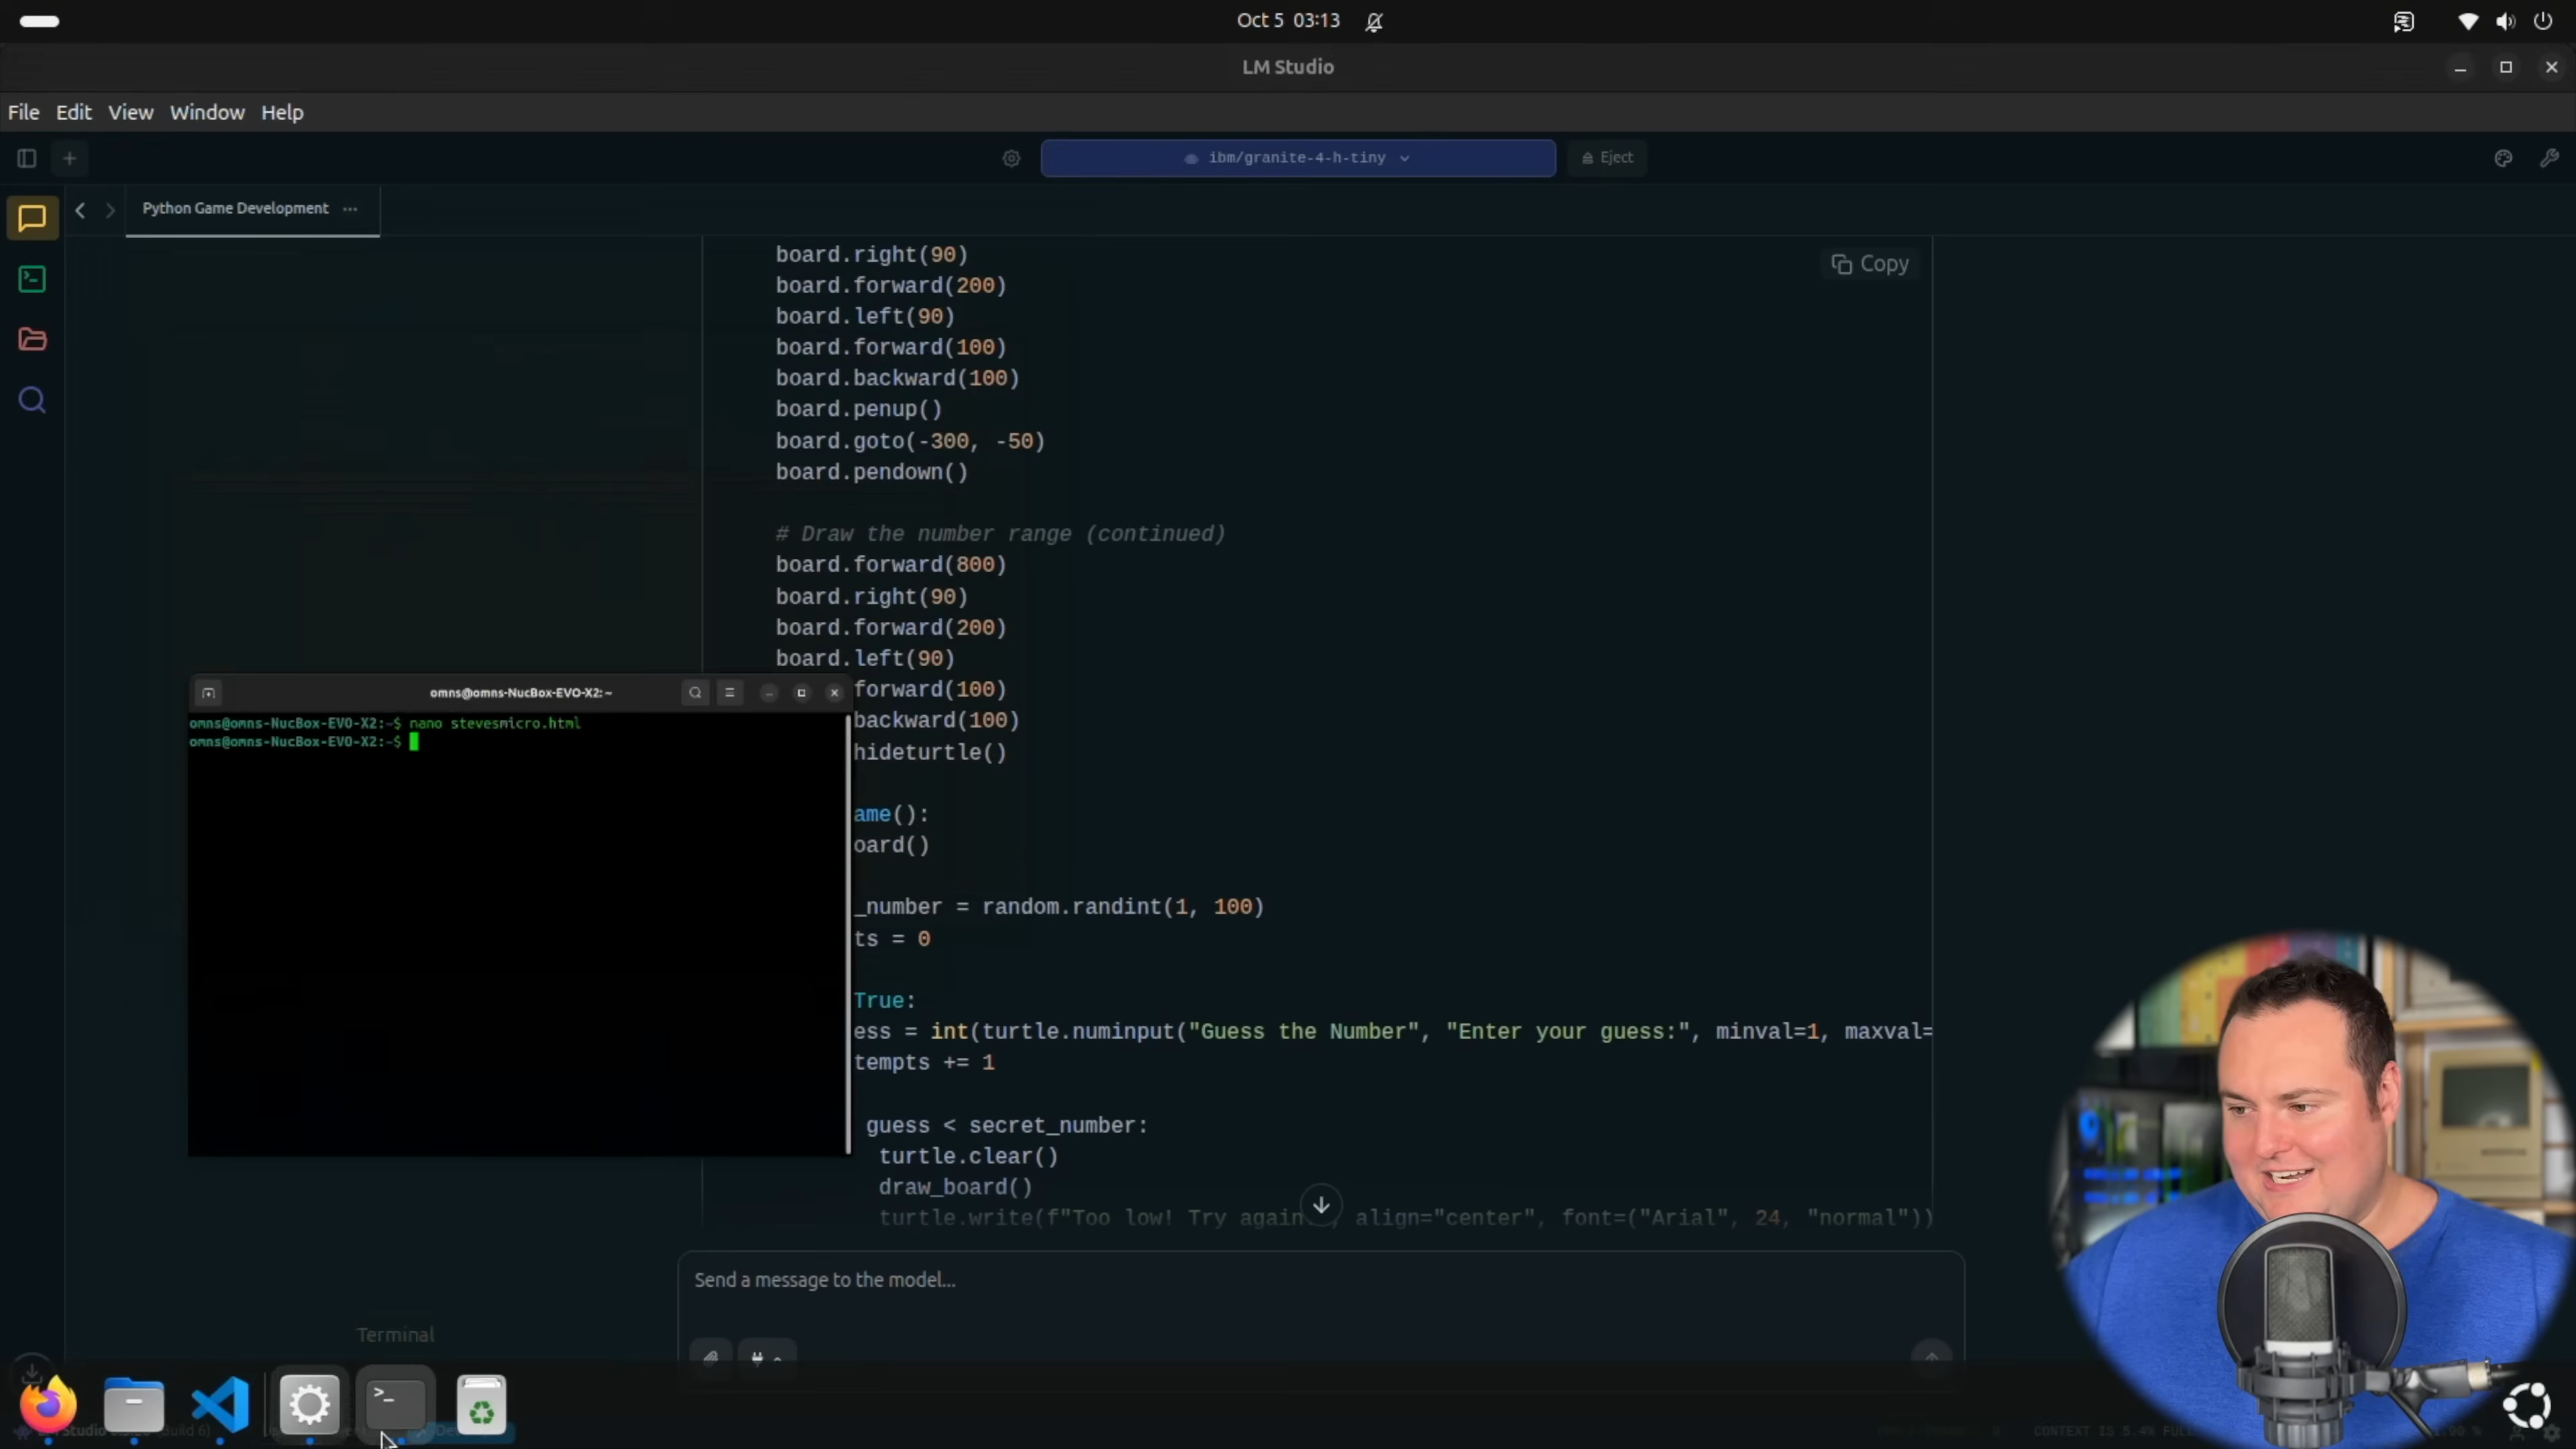 Oct 5 03:13
LM Studio
File Edit View Window Help
ibm/granite-4-h-tiny
Eject
Python Game Development
Copy
board.right(90)
board.forward(200)
board.left(90)
board.forward(100)
board.backward(100)
board.penup()
board.goto(-300, -50)
board.pendown()
# Draw the number range (continued)
board.forward(800)
board.right(90)
board.forward(200)
board.left(90)
forward(100)
backward(100)
hideturtle()
ame():
oard()
_number = random.randint(1, 100)
ts = 0
True:
ess = int(turtle.numinput("Guess the Number", "Enter your guess:", minval=1, maxval=
tempts += 1
guess < secret_number:
turtle.clear()
draw_board()
turtle.write(f"Too low! Try again. , align="center", font=("Arial", 24, "normal"))
omns@omns-NucBox-EVO-X2: ~
omns@omns-NucBox-EVO-X2:~$ nano stevesmicro.html
omns@omns-NucBox-EVO-X2:~$
Send a message to the model...
Terminal
CONTEXT IS 5.4% FULL